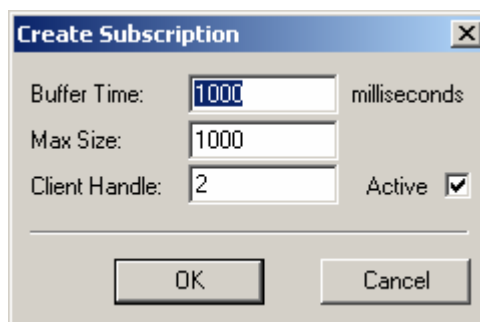 Create Subscription
Buffer Time: 1000 milliseconds
Max Size: 1000
Client Handle: 2 Active
OK Cancel